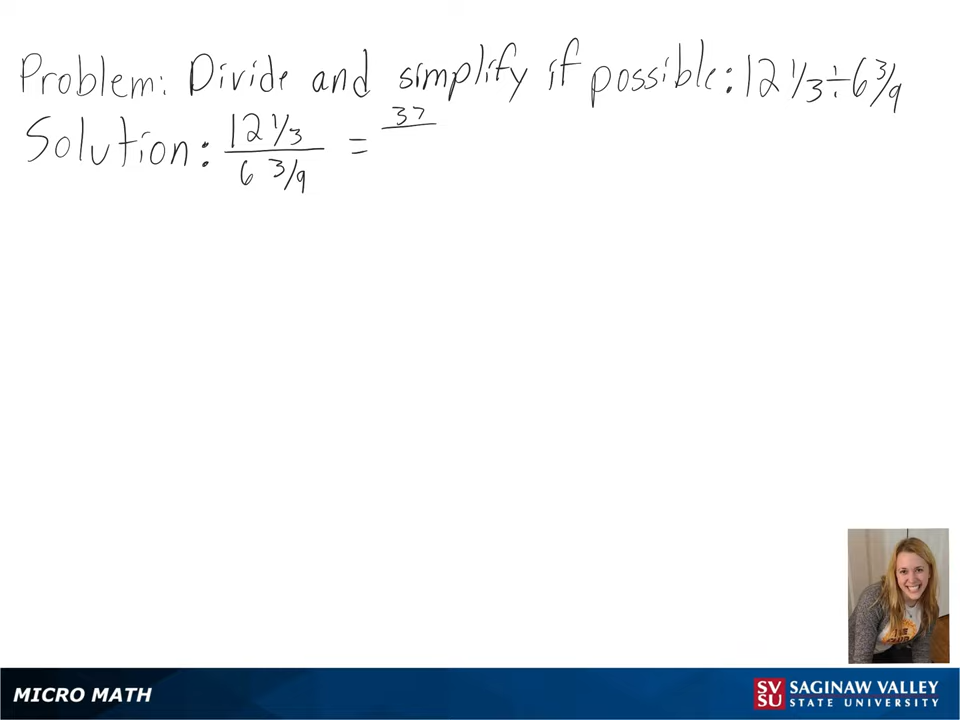 Problem: Divide and simplify if possible: 12 1/3 ÷ 6 3/9
37
Solution: 12 1/3 =
6 3/9
MICRO MATH
SV SAGINAW VALLEY
SU STATE UNIVERSITY